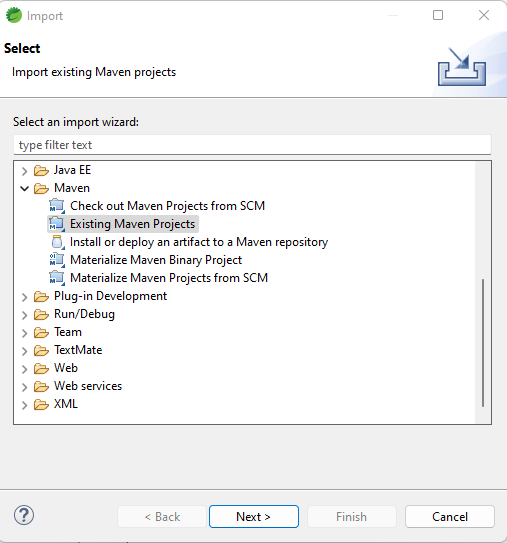 Import
Select
Import existing Maven projects
Select an import wizard:
type filter text
Java EE
Maven
Check out Maven Projects from SCM
Existing Maven Projects
Install or deploy an artifact to a Maven repository
Materialize Maven Binary Project
Materialize Maven Projects from SCM
Plug-in Development
Run/Debug
Team
TextMate
Web
Web services
XML
?
< Back
Next >
Finish
Cancel